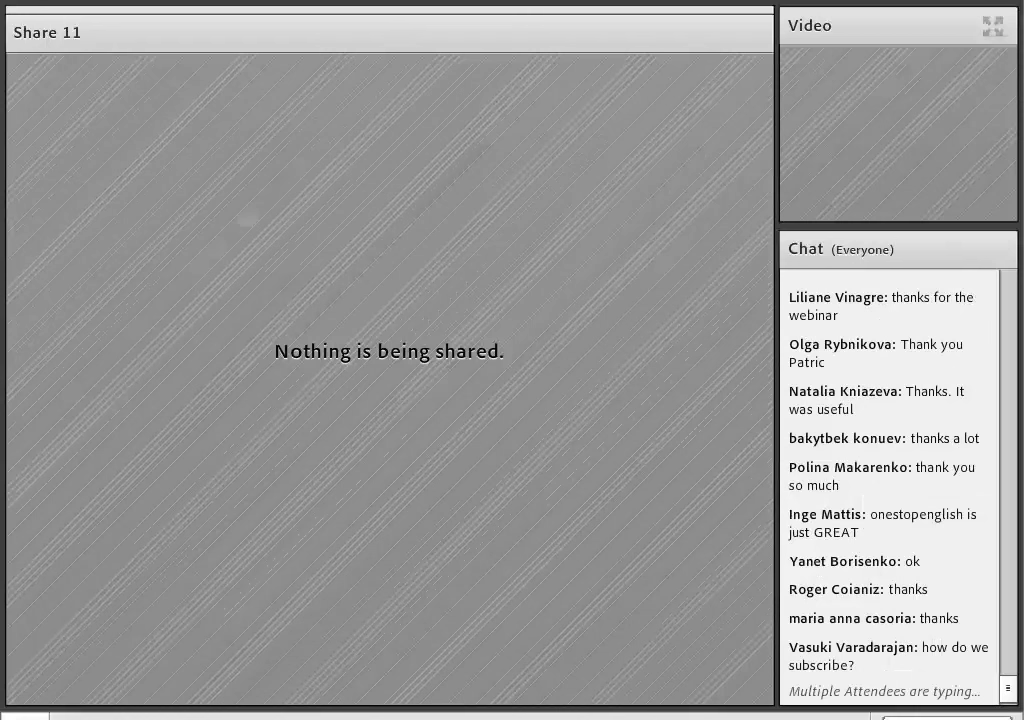 Share 11
Nothing is being shared.
Video
Chat (Everyone)
Liliane Vinagre: thanks for the
webinar
Olga Rybnikova: Thank you
Patric
Natalia Kniazeva: Thanks. It
was useful
bakytbek konuev: thanks a lot
Polina Makarenko: thank you
so much
Inge Mattis: onestopenglish is
just GREAT
Yanet Borisenko: ok
Roger Coianiz: thanks
maria anna casoria: thanks
Vasuki Varadarajan: how do we
subscribe?
Multiple Attendees are typing...